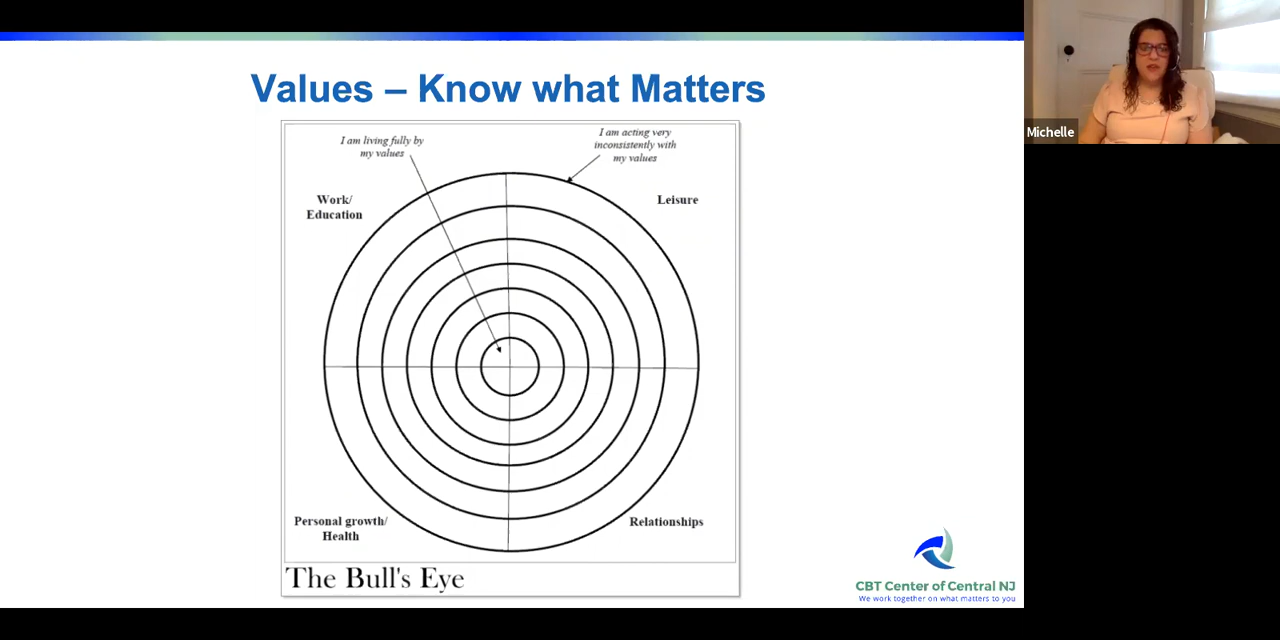 Values – Know what Matters
I am living fully by
my values
I am acting very
inconsistently with
my values
Work/
Education
Leisure
Personal growth/
Health
Relationships
The Bull's Eye
CBT Center of Central NJ
We work together on what matters to you
Michelle